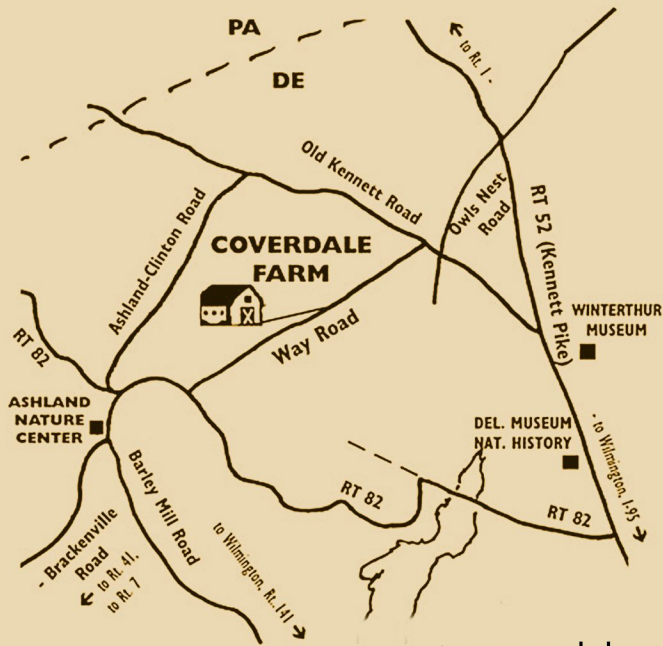 PA
DE
to Rt. 1 -
Old Kennett Road
Owls Nest
Road
RT 52 (Kennett Pike)
Ashland-Clinton Road
COVERDALE
FARM
Way Road
WINTERTHUR
MUSEUM
RT 82
ASHLAND
NATURE
CENTER
DEL. MUSEUM
NAT. HISTORY
- to Wilmington, I-95
Barley Mill Road
RT 82
RT 82
to Wilmington, Rt. 141
- Brackenville
Road
to Rt. 41,
to Rt. 7